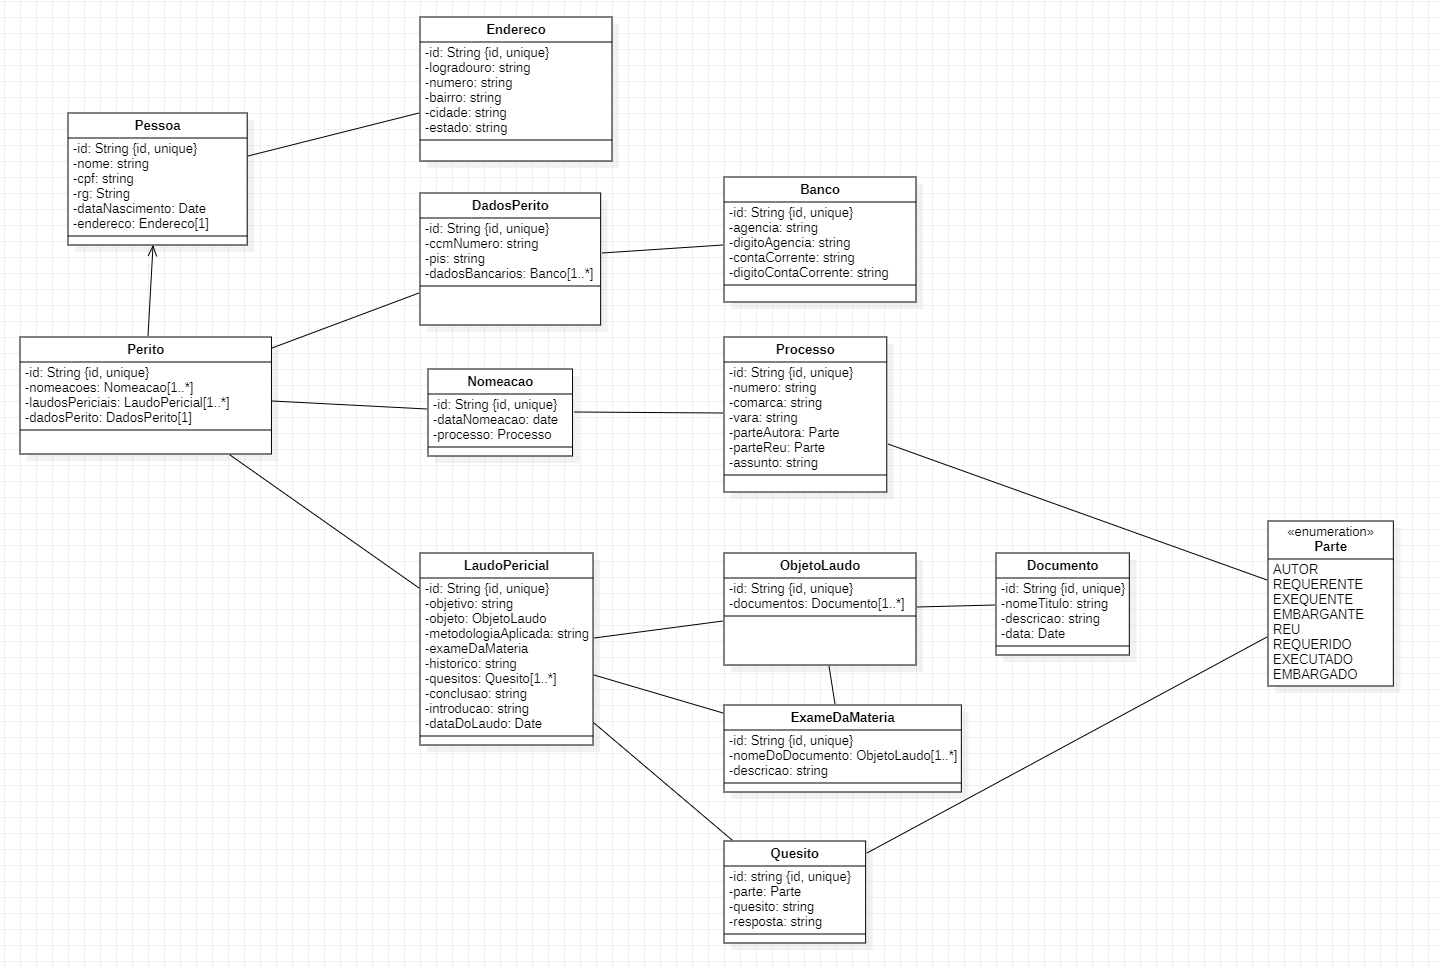 Endereco
-id: String {id, unique}
-logradouro: string
-numero: string
-bairro: string
-cidade: string
-estado: string
Pessoa
-id: String {id, unique}
-nome: string
-cpf: string
-rg: String
-dataNascimento: Date
-endereco: Endereco[1]
DadosPerito
-id: String {id, unique}
-ccmNumero: string
-pis: string
-dadosBancarios: Banco[1..*]
Banco
-id: String {id, unique}
-agencia: string
-digitoAgencia: string
-contaCorrente: string
-digitoContaCorrente: string
Perito
-id: String {id, unique}
-nomeacoes: Nomeacao[1..*]
-laudosPericiais: LaudoPericial[1..*]
-dadosPerito: DadosPerito[1]
Nomeacao
-id: String {id, unique}
-dataNomeacao: date
-processo: Processo
Processo
-id: String {id, unique}
-numero: string
-comarca: string
-vara: string
-parteAutora: Parte
-parteReu: Parte
-assunto: string
«enumeration»
Parte
AUTOR
REQUERENTE
EXEQUENTE
EMBARGANTE
REU
REQUERIDO
EXECUTADO
EMBARGADO
LaudoPericial
-id: String {id, unique}
-objetivo: string
-objeto: ObjetoLaudo
-metodologiaAplicada: string
-exameDaMateria
-historico: string
-quesitos: Quesito[1..*]
-conclusao: string
-introducao: string
-dataDoLaudo: Date
ObjetoLaudo
-id: String {id, unique}
-documentos: Documento[1..*]
Documento
-id: String {id, unique}
-nomeTitulo: string
-descricao: string
-data: Date
ExameDaMateria
-id: String {id, unique}
-nomeDoDocumento: ObjetoLaudo[1..*]
-descricao: string
Quesito
-id: string {id, unique}
-parte: Parte
-quesito: string
-resposta: string